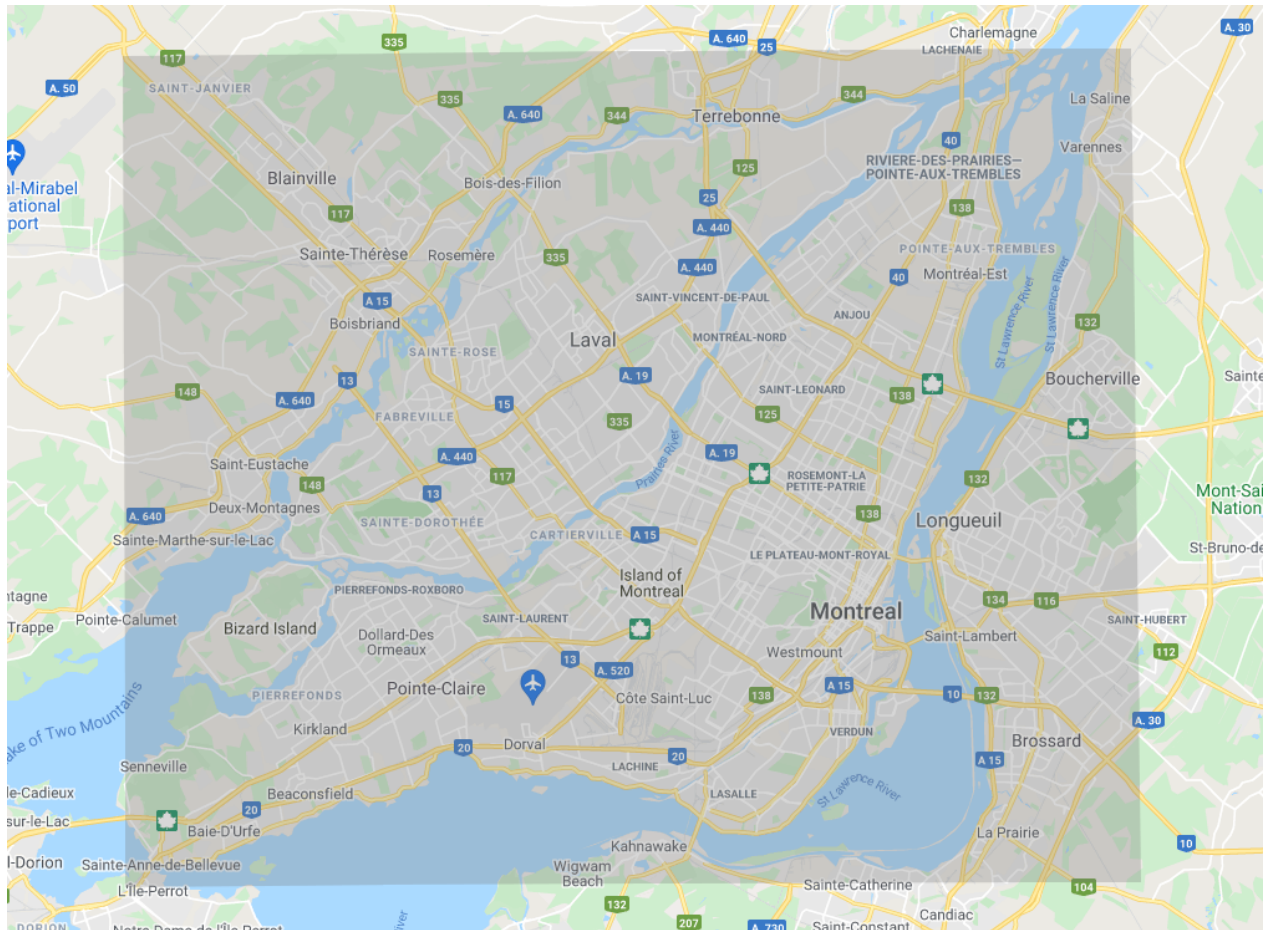 Charlemagne
A. 30
335
A. 640
25
LACHENAIE
117
SAINT-JANVIER
A. 50
335
A. 640
344
344
La Saline
Terrebonne
40
Varennes
RIVIERE-DES-PRAIRIES—
POINTE-AUX-TREMBLES
125
al-Mirabel
ational
port
Blainville
Bois-des-Filion
25
117
138
A. 440
POINTE-AUX-TREMBLES
Sainte-Thérèse
Rosemère
335
A. 440
40
Montréal-Est
A 15
SAINT-VINCENT-DE-PAUL
St Lawrence River
St Lawrence River
Boisbriand
ANJOU
132
Laval
MONTRÉAL-NORD
SAINTE-ROSE
13
A. 19
Boucherville
Sainte
148
SAINT-LEONARD
138
A. 640
15
FABREVILLE
335
125
A. 440
Prairies River
A. 19
Saint-Eustache
117
148
ROSEMONT-LA
PETITE-PATRIE
132
13
Mont-Sai
Nation
Deux-Montagnes
A. 640
SAINTE-DOROTHÉE
138
Longueuil
Sainte-Marthe-sur-le-Lac
CARTIERVILLE
A 15
St-Bruno-de
LE PLATEAU-MONT-ROYAL
Island of
Montreal
PIERREFONDS-ROXBORO
ntagne
134
116
Trappe
Pointe-Calumet
SAINT-LAURENT
Montreal
SAINT-HUBERT
Bizard Island
Dollard-Des
Ormeaux
Saint-Lambert
Westmount
112
13
A. 520
Pointe-Claire
PIERREFONDS
Côte Saint-Luc
138
A 15
10
132
ake of Two Mountains
Kirkland
VERDUN
A. 30
Dorval
20
20
Brossard
Senneville
LACHINE
A 15
le-Cadieux
Beaconsfield
LASALLE
St Lawrence River
sur-le-Lac
20
Baie-D'Urfe
La Prairie
10
Kahnawake
l-Dorion
Sainte-Anne-de-Bellevue
Wigwam
Beach
L'Île-Perrot
Sainte-Catherine
104
132
Candiac
River
207
A. 730
Saint-Constant
DORION
Notre-Dame-de-l'Île-Perrot